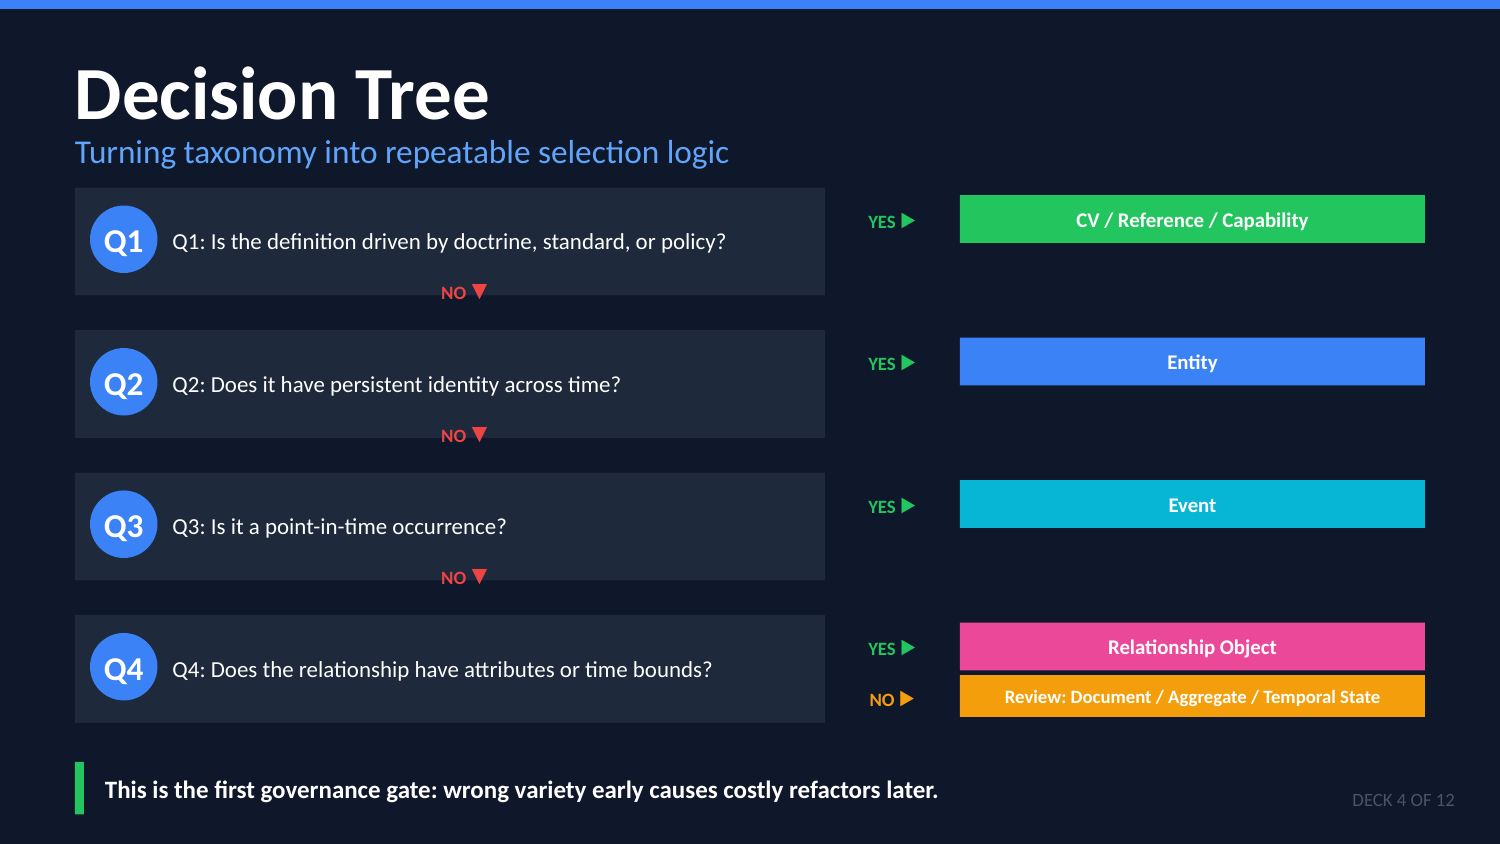 Decision Tree
Turning taxonomy into repeatable selection logic
Q1
Q1: Is the definition driven by doctrine, standard, or policy?
YES ▶
CV / Reference / Capability
NO ▼
Q2
Q2: Does it have persistent identity across time?
YES ▶
Entity
NO ▼
Q3
Q3: Is it a point-in-time occurrence?
YES ▶
Event
NO ▼
Q4
Q4: Does the relationship have attributes or time bounds?
YES ▶
Relationship Object
NO ▶
Review: Document / Aggregate / Temporal State
This is the first governance gate: wrong variety early causes costly refactors later.
DECK 4 OF 12